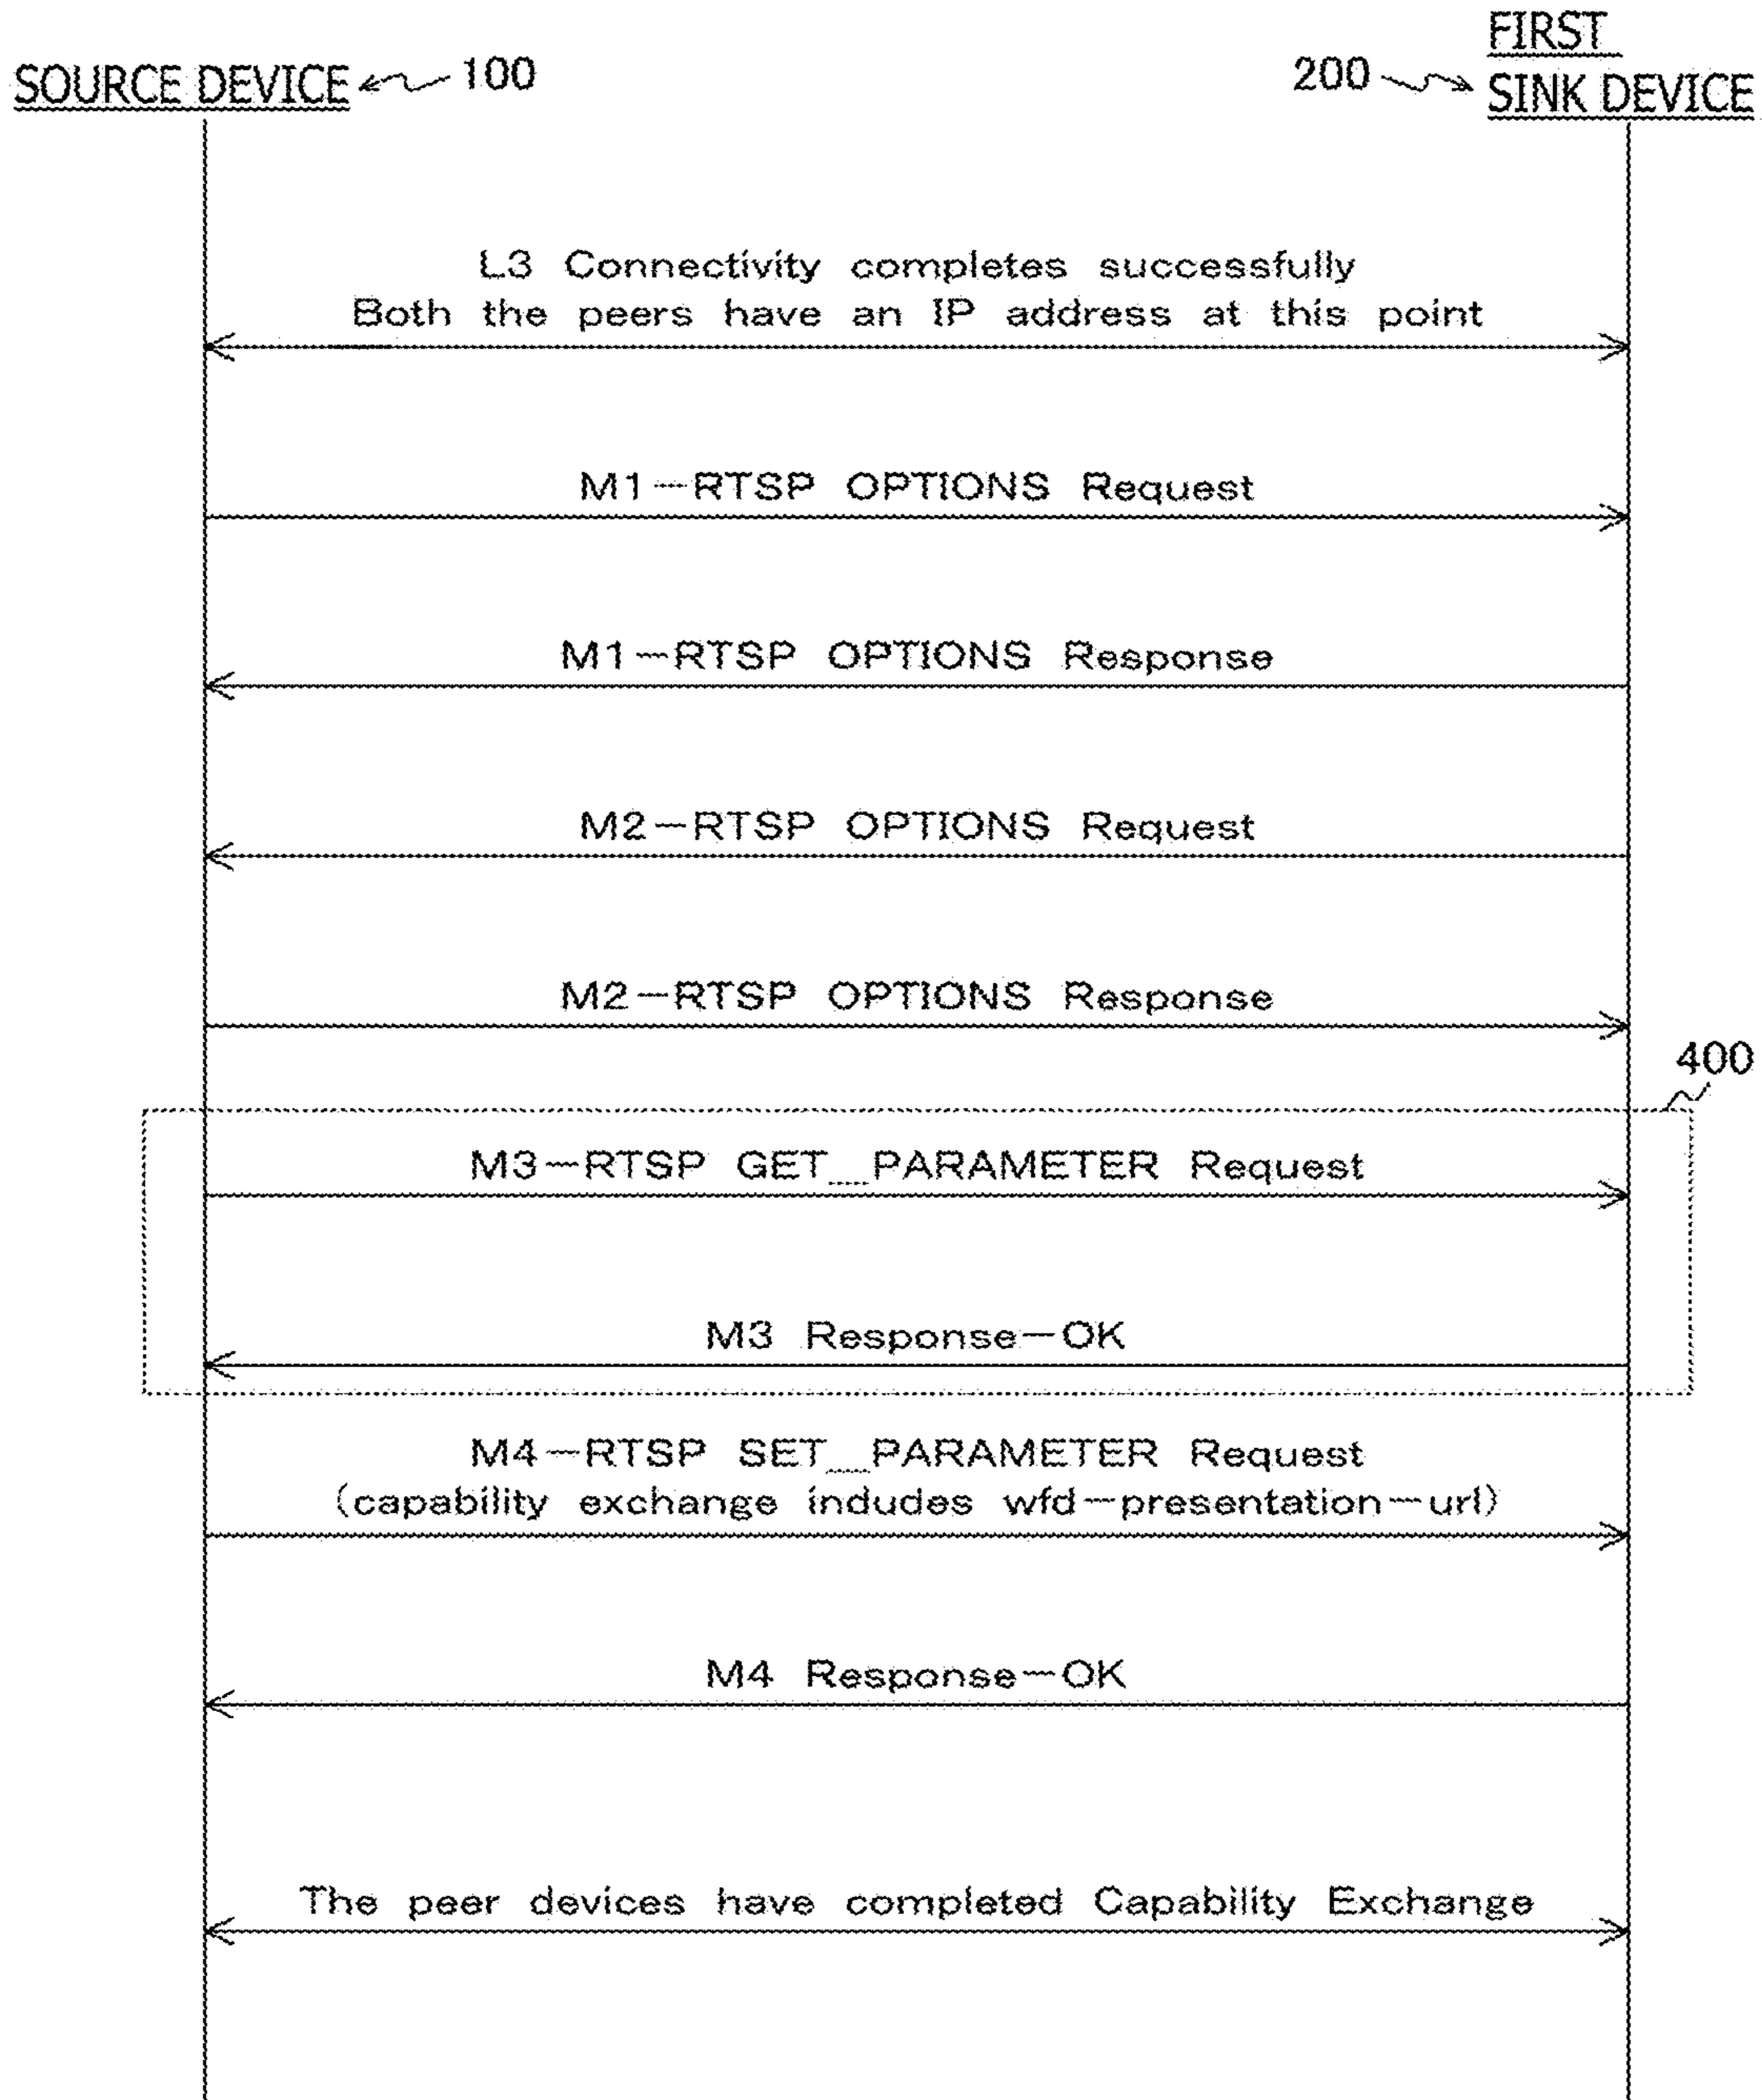 SOURCE DEVICE 100
200 FIRST
SINK DEVICE
L3 Connectivity completes successfully
Both the peers have an IP address at this point
M1-RTSP OPTIONS Request
M1-RTSP OPTIONS Response
M2-RTSP OPTIONS Request
M2-RTSP OPTIONS Response
400
M3-RTSP GET_PARAMETER Request
M3 Response-OK
M4-RTSP SET_PARAMETER Request
(capability exchange indudes wfd-presentation-url)
M4 Response-OK
The peer devices have completed Capability Exchange